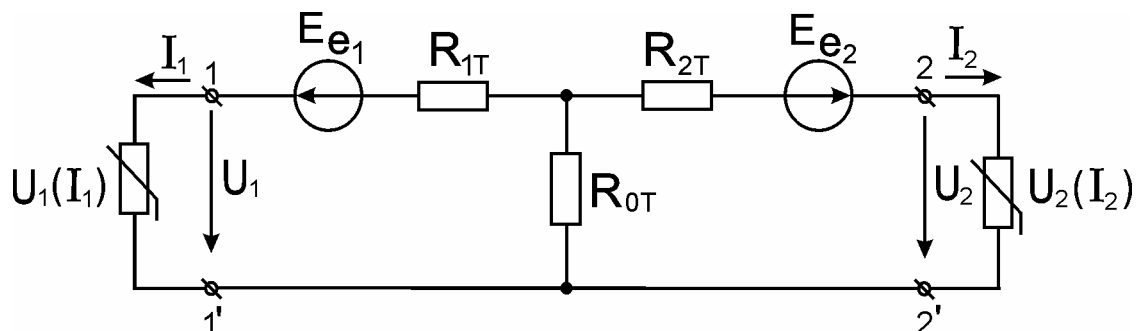 I₁ 1 Eₑ₁ R₁T R₂T Eₑ₂ 2 I₂
U₁(I₁) U₁ R₀T U₂ U₂(I₂)
1' 2'